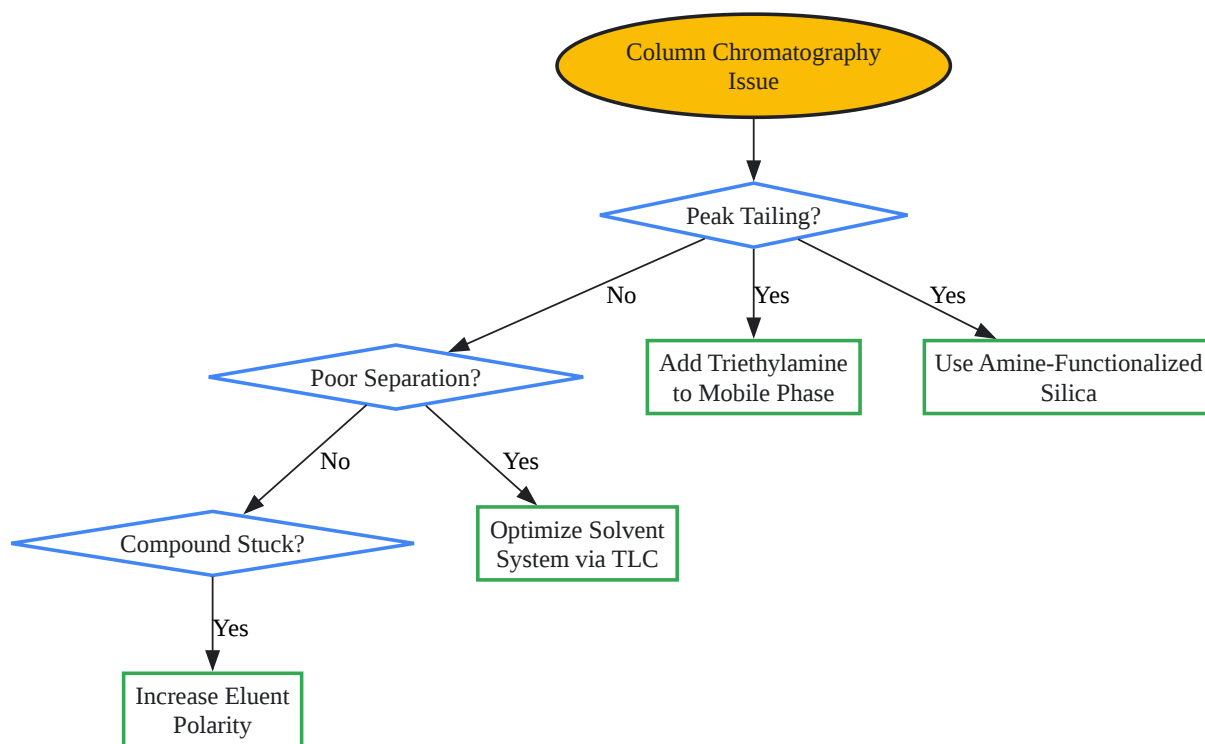 Column Chromatography
Issue
Peak Tailing?
No
Yes
Yes
Poor Separation?
Add Triethylamine
to Mobile Phase
Use Amine-Functionalized
Silica
No
Yes
Compound Stuck?
Optimize Solvent
System via TLC
Yes
Increase Eluent
Polarity